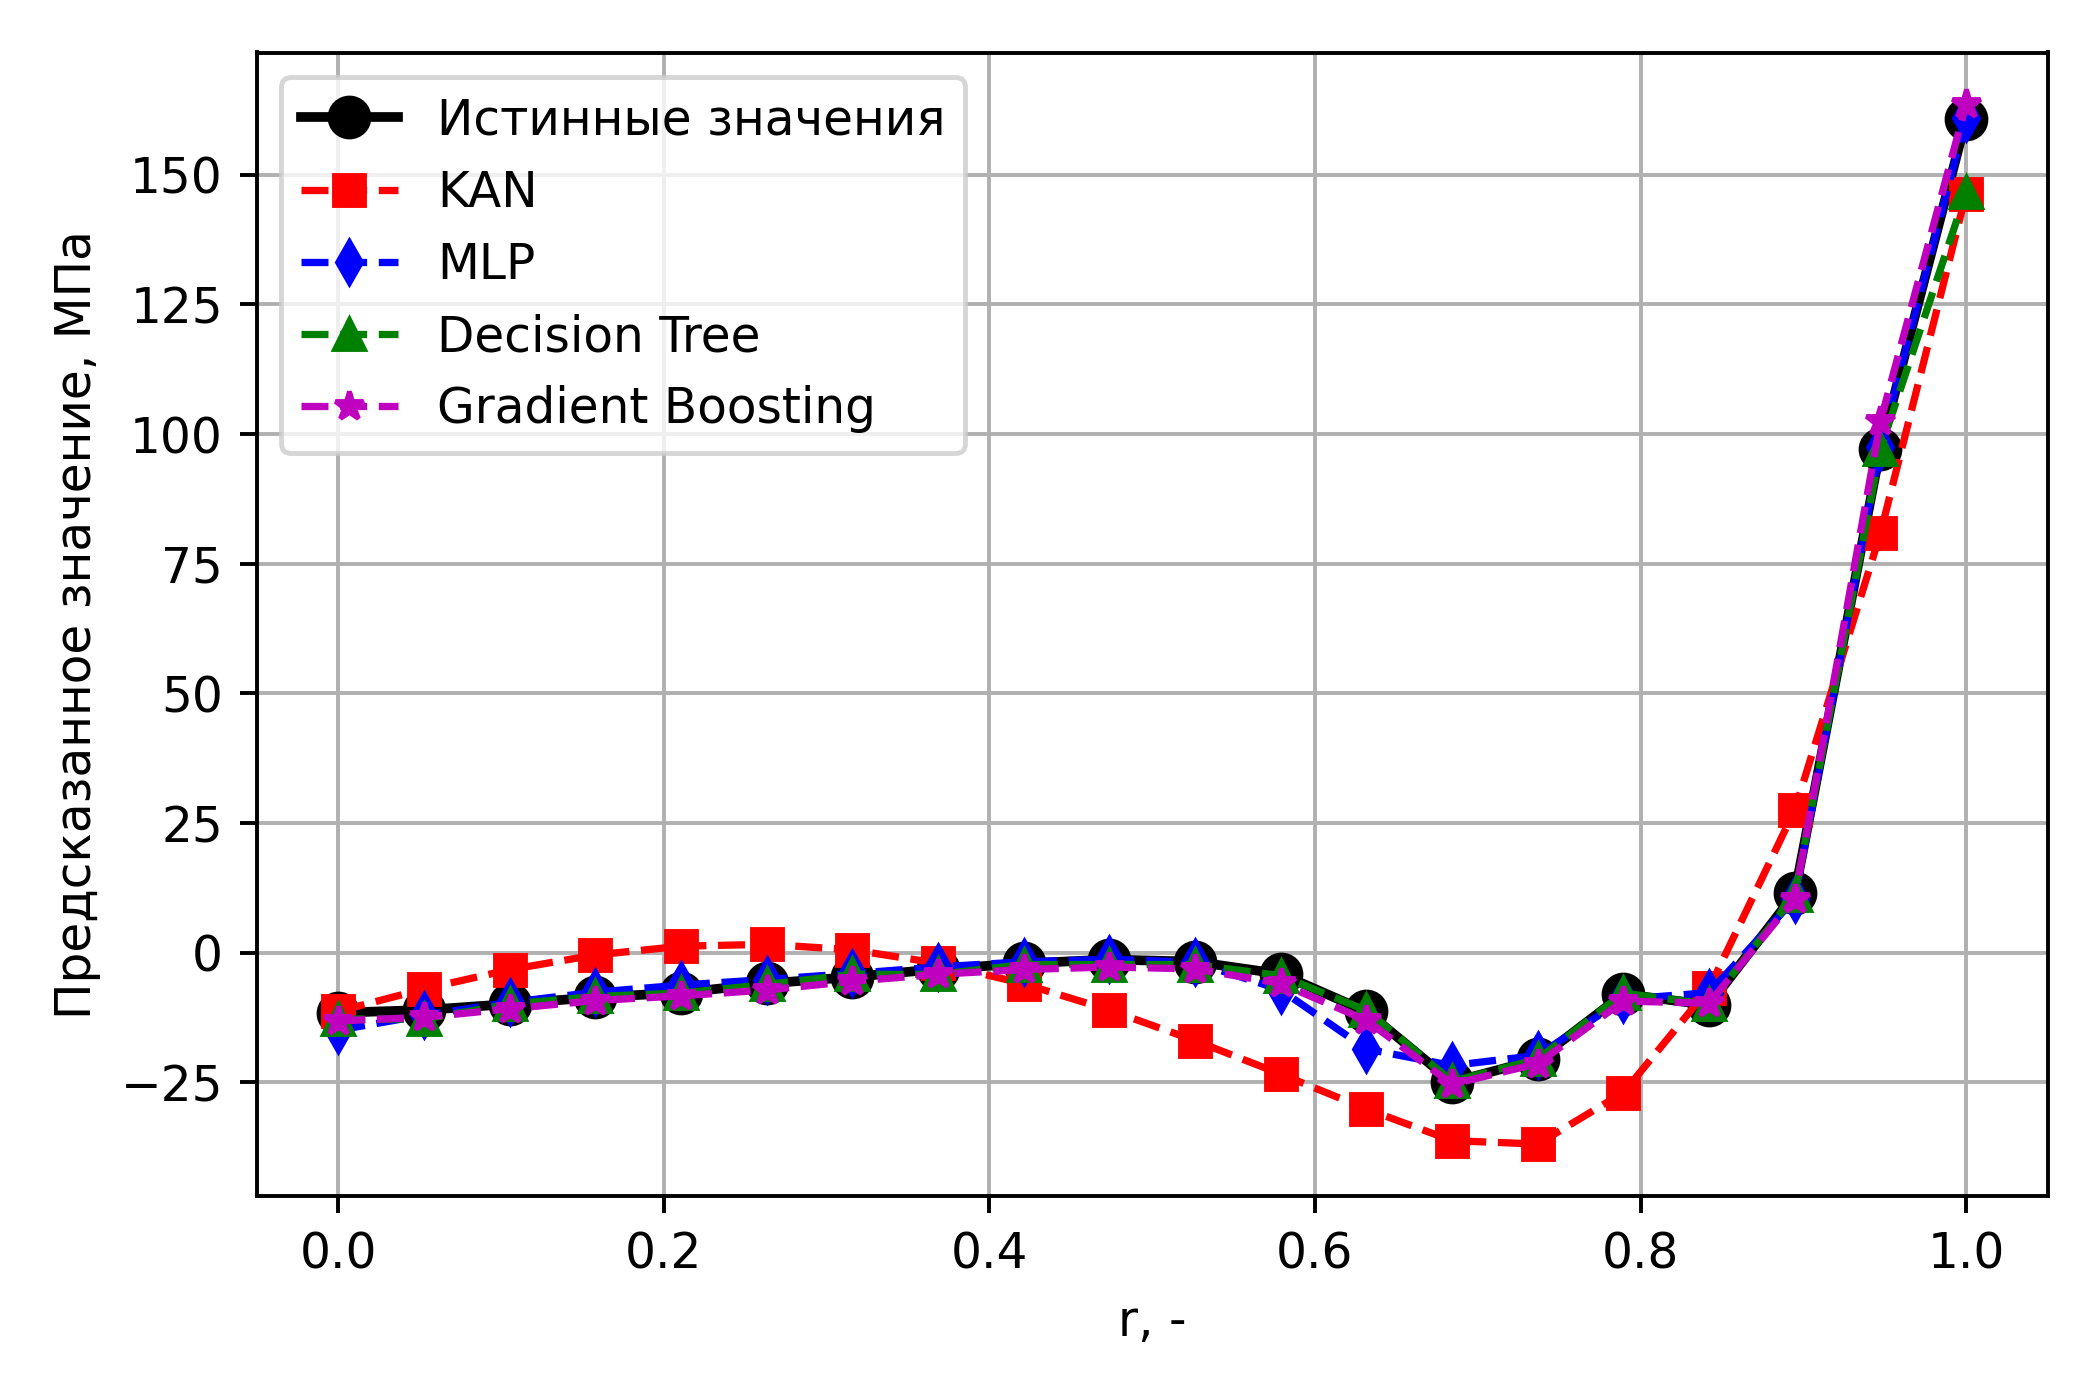 Истинные значения
KAN
MLP
Decision Tree
Gradient Boosting
Предсказанное значение, МПа
150
125
100
75
50
25
0
−25
0.0 0.2 0.4 0.6 0.8 1.0
r, -